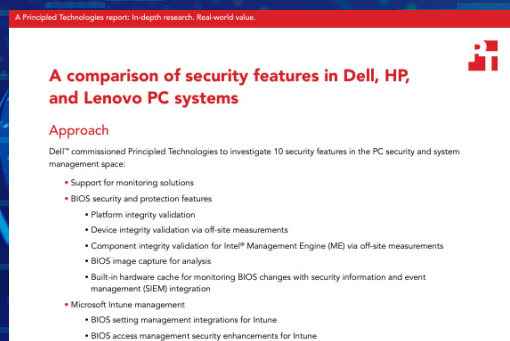 A Principled Technologies report: In-depth research. Real-world value.
PT
A comparison of security features in Dell, HP,
and Lenovo PC systems
Approach
Dell™ commissioned Principled Technologies to investigate 10 security features in the PC security and system
management space:
▪ Support for monitoring solutions
▪ BIOS security and protection features
• Platform integrity validation
• Device integrity validation via off-site measurements
• Component integrity validation for Intel® Management Engine (ME) via off-site measurements
• BIOS image capture for analysis
• Built-in hardware cache for monitoring BIOS changes with security information and event
management (SIEM) integration
▪ Microsoft Intune management
• BIOS setting management integrations for Intune
• BIOS access management security enhancements for Intune